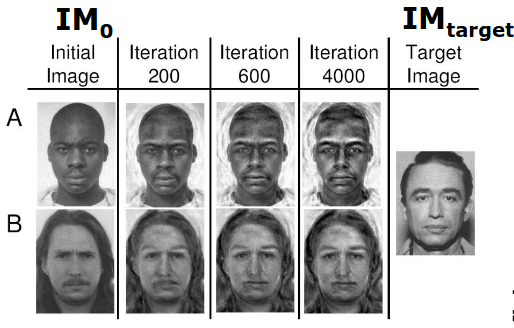 IM0 IMtarget
Initial Image Iteration 200 Iteration 600 Iteration 4000 Target Image
A
B